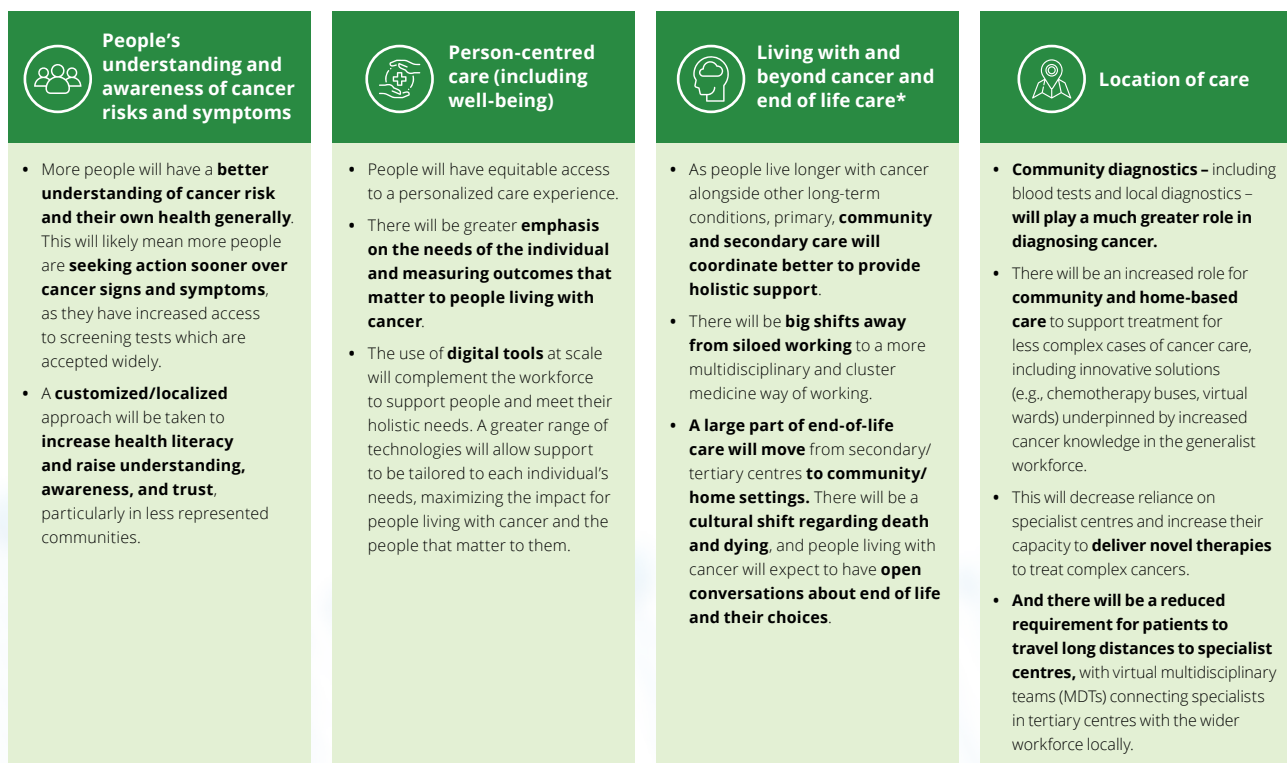 People's
understanding and
awareness of cancer
risks and symptoms
• More people will have a better
understanding of cancer risk
and their own health generally.
This will likely mean more people
are seeking action sooner over
cancer signs and symptoms,
as they have increased access
to screening tests which are
accepted widely.
• A customized/localized
approach will be taken to
increase health literacy
and raise understanding,
awareness, and trust,
particularly in less represented
communities.
Person-centred
care (including
well-being)
• People will have equitable access
to a personalized care experience.
• There will be greater emphasis
on the needs of the individual
and measuring outcomes that
matter to people living with
cancer.
• The use of digital tools at scale
will complement the workforce
to support people and meet their
holistic needs. A greater range of
technologies will allow support
to be tailored to each individual's
needs, maximizing the impact for
people living with cancer and the
people that matter to them.
Living with and
beyond cancer and
end of life care*
• As people live longer with cancer
alongside other long-term
conditions, primary, community
and secondary care will
coordinate better to provide
holistic support.
• There will be big shifts away
from siloed working to a more
multidisciplinary and cluster
medicine way of working.
• A large part of end-of-life
care will move from secondary/
tertiary centres to community/
home settings. There will be a
cultural shift regarding death
and dying, and people living with
cancer will expect to have open
conversations about end of life
and their choices.
Location of care
• Community diagnostics – including
blood tests and local diagnostics –
will play a much greater role in
diagnosing cancer.
• There will be an increased role for
community and home-based
care to support treatment for
less complex cases of cancer care,
including innovative solutions
(e.g., chemotherapy buses, virtual
wards) underpinned by increased
cancer knowledge in the generalist
workforce.
• This will decrease reliance on
specialist centres and increase their
capacity to deliver novel therapies
to treat complex cancers.
• And there will be a reduced
requirement for patients to
travel long distances to specialist
centres, with virtual multidisciplinary
teams (MDTs) connecting specialists
in tertiary centres with the wider
workforce locally.